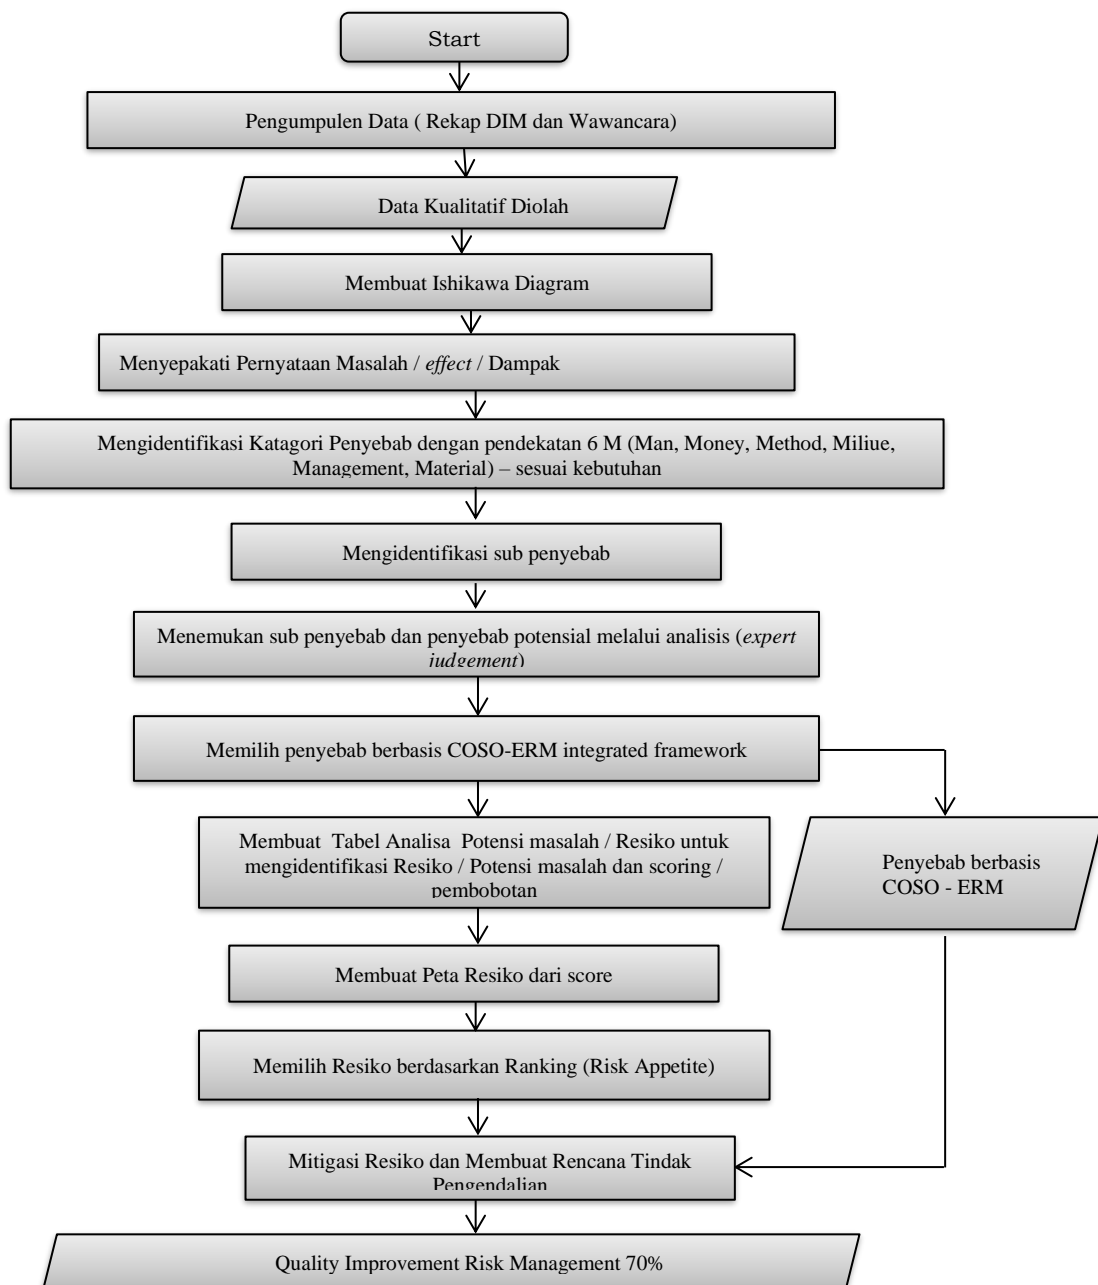 Start
Pengumpulen Data ( Rekap DIM dan Wawancara)
Data Kualitatif Diolah
Membuat Ishikawa Diagram
Menyepakati Pernyataan Masalah / effect / Dampak
Mengidentifikasi Katagori Penyebab dengan pendekatan 6 M (Man, Money, Method, Miliue,
Management, Material) – sesuai kebutuhan
Mengidentifikasi sub penyebab
Menemukan sub penyebab dan penyebab potensial melalui analisis (expert
judgement)
Memilih penyebab berbasis COSO-ERM integrated framework
Membuat Tabel Analisa Potensi masalah / Resiko untuk
mengidentifikasi Resiko / Potensi masalah dan scoring /
pembobotan
Penyebab berbasis
COSO - ERM
Membuat Peta Resiko dari score
Memilih Resiko berdasarkan Ranking (Risk Appetite)
Mitigasi Resiko dan Membuat Rencana Tindak
Pengendalian
Quality Improvement Risk Management 70%